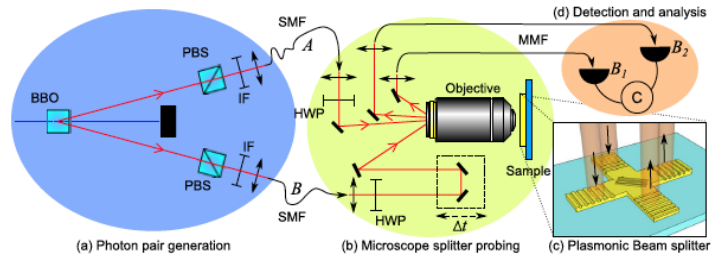 SMF
(d) Detection and analysis
PBS
A
MMF
B1
B2
IF
BBO
HWP
Objective
C
IF
PBS
B
Sample
SMF
HWP
Δt
(a) Photon pair generation
(b) Microscope splitter probing
(c) Plasmonic Beam splitter